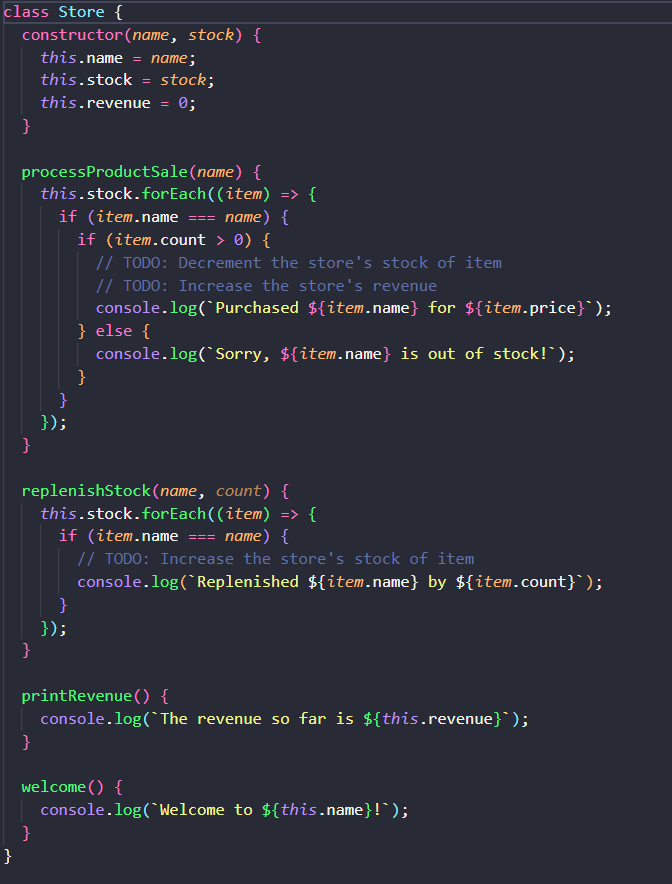 class Store {
  constructor(name, stock) {
    this.name = name;
    this.stock = stock;
    this.revenue = 0;
  }

  processProductSale(name) {
    this.stock.forEach((item) => {
      if (item.name === name) {
        if (item.count > 0) {
          // TODO: Decrement the store's stock of item
          // TODO: Increase the store's revenue
          console.log(`Purchased ${item.name} for ${item.price}`);
        } else {
          console.log(`Sorry, ${item.name} is out of stock!`);
        }
      }
    });
  }

  replenishStock(name, count) {
    this.stock.forEach((item) => {
      if (item.name === name) {
        // TODO: Increase the store's stock of item
        console.log(`Replenished ${item.name} by ${item.count}`);
      }
    });
  }

  printRevenue() {
    console.log(`The revenue so far is ${this.revenue}`);
  }

  welcome() {
    console.log(`Welcome to ${this.name}!`);
  }
}